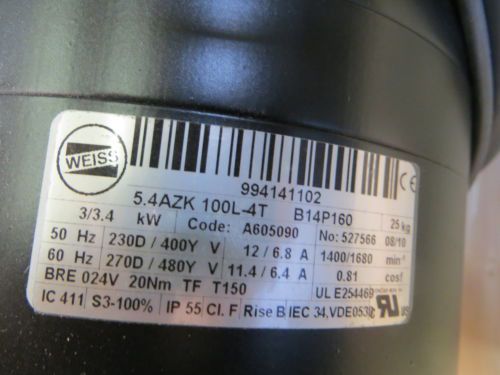 WEISS
994141102
CE
5.4AZK 100L-4T B14P160 25 kg
3/3.4 kW Code: A605090 No: 527566 08/10
50 Hz 230D / 400Y V 12 / 6.8 A 1400/1680 min⁻¹
60 Hz 270D / 480Y V 11.4 / 6.4 A 0.81 cosf
BRE 024V 20Nm TF T150 UL E254469
IC 411 S3-100% IP 55 Cl. F Rise B IEC 34,VDE0530 US